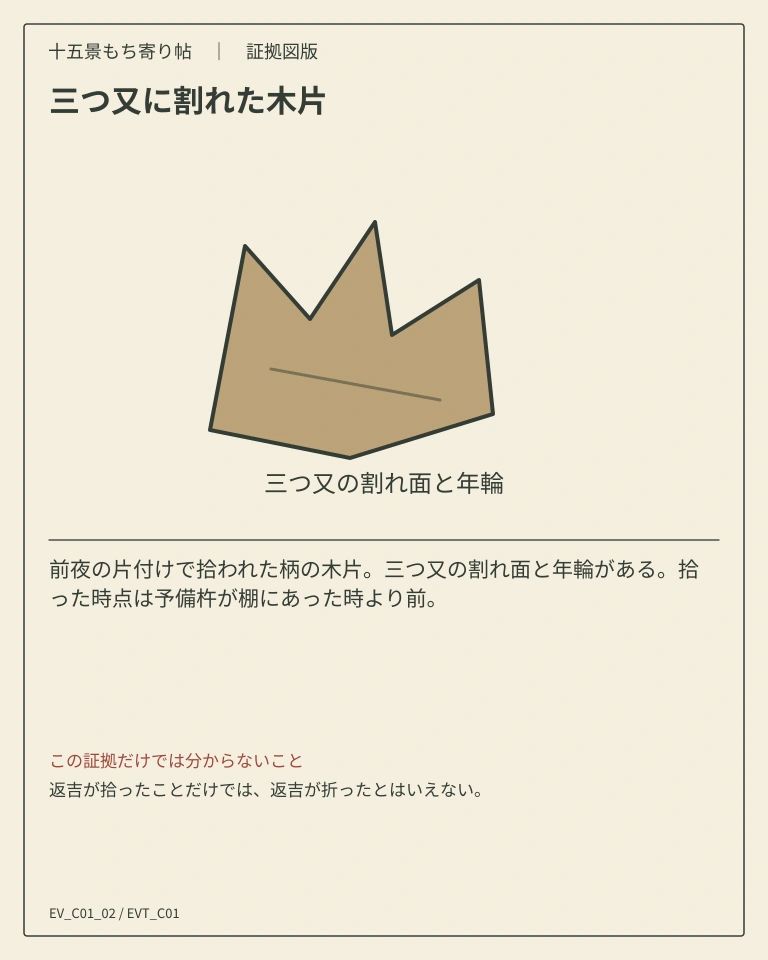 十五景もち寄り帖 ｜ 証拠図版
三つ又に割れた木片
三つ又の割れ面と年輪
前夜の片付けで拾われた柄の木片。三つ又の割れ面と年輪がある。拾
った時点は予備杵が棚にあった時より前。
この証拠だけでは分からないこと
返吉が拾ったことだけでは、返吉が折ったとはいえない。
EV_C01_02 / EVT_C01